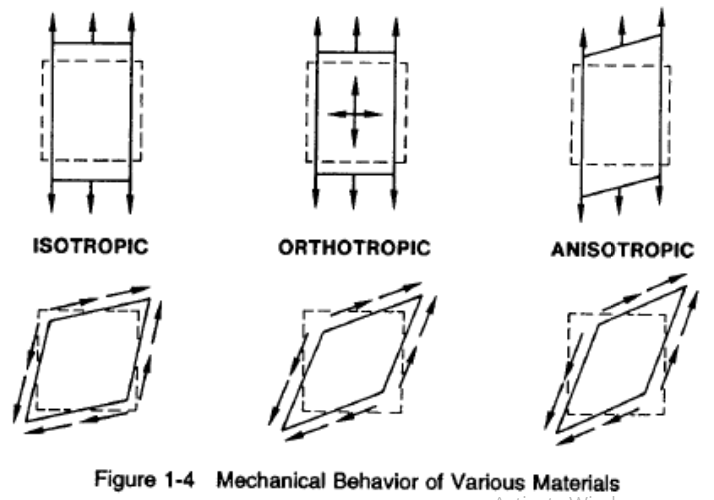 ISOTROPIC
ORTHOTROPIC
ANISOTROPIC
Figure 1-4 Mechanical Behavior of Various Materials